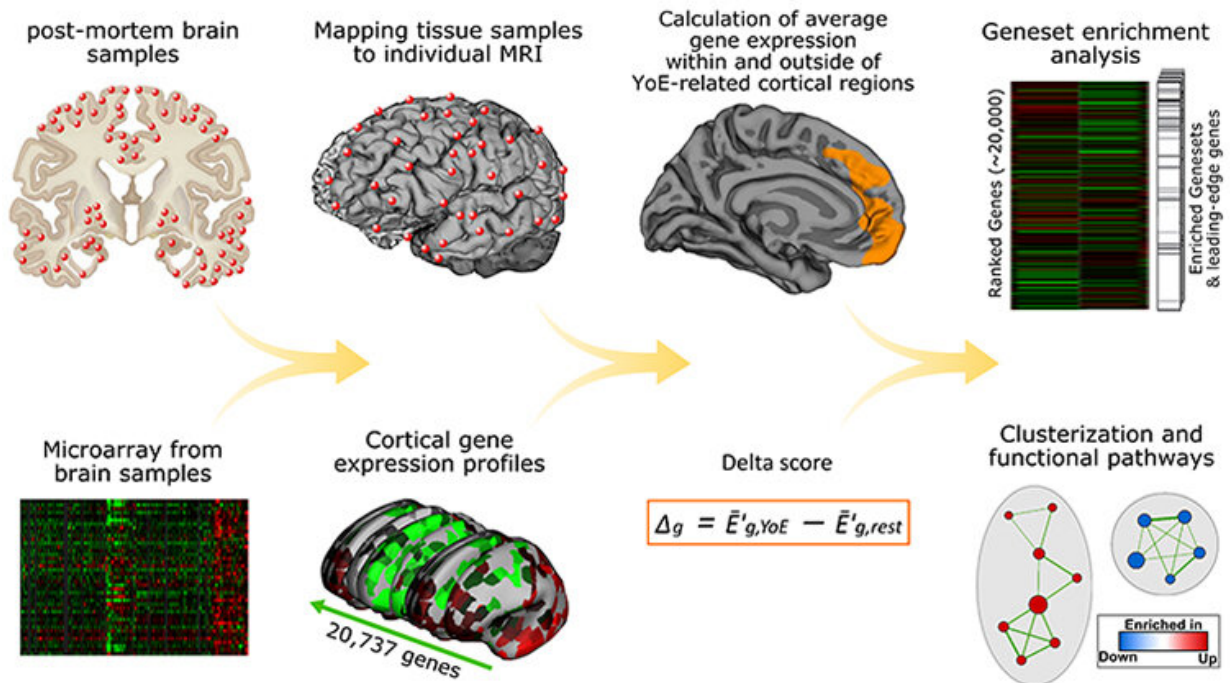 post-mortem brain
samples
Mapping tissue samples
to individual MRI
Calculation of average
gene expression
within and outside of
YoE-related cortical regions
Geneset enrichment
analysis
Ranked Genes (~20,000)
Enriched Genesets
& leading-edge genes
Microarray from
brain samples
Cortical gene
expression profiles
20,737 genes
Delta score
Δg = Ē'g,YoE − Ē'g,rest
Clusterization and
functional pathways
Enriched in
Down Up